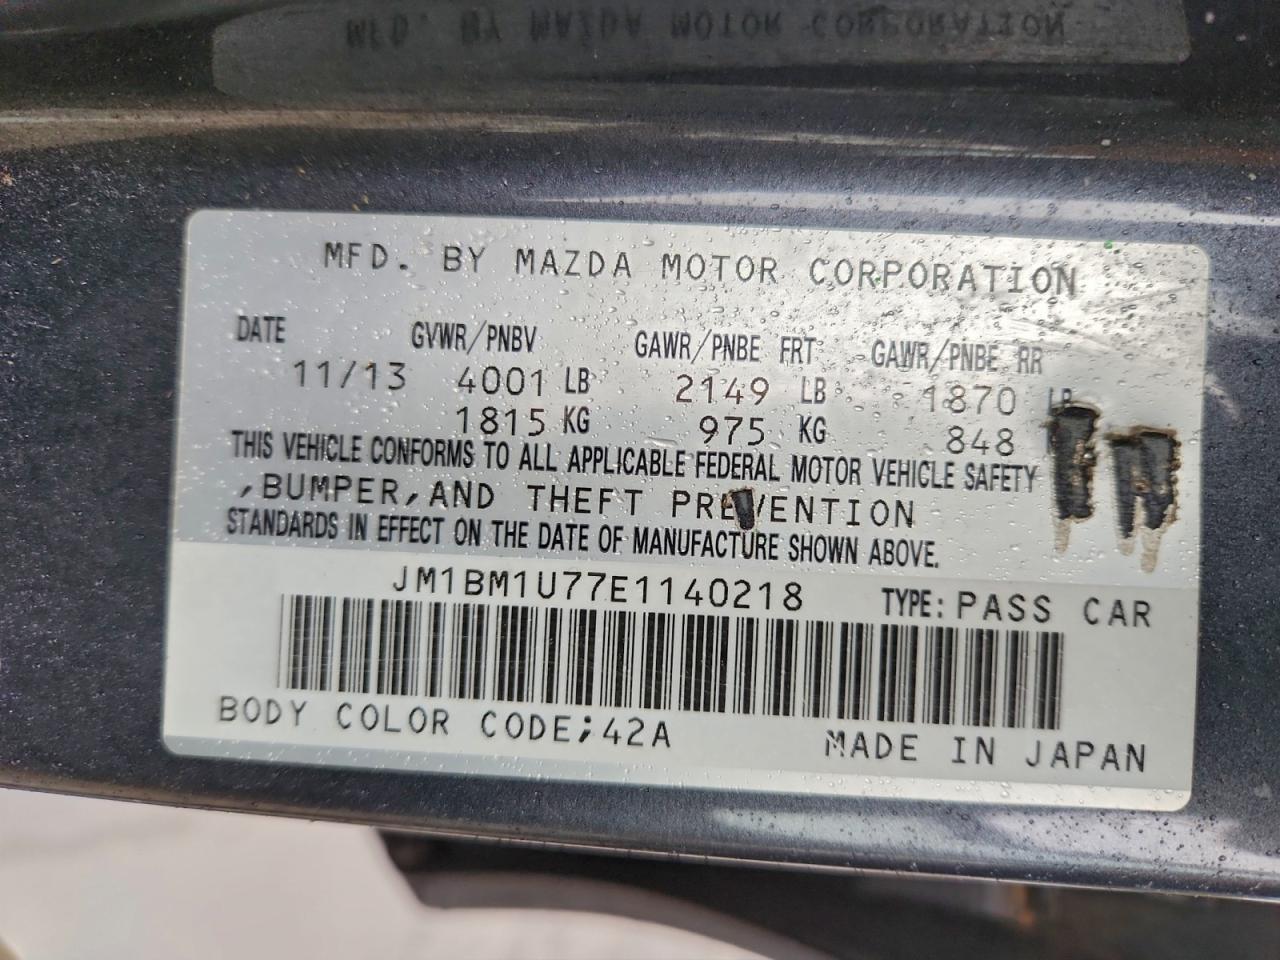 MFD. BY MAZDA MOTOR CORPORATION
DATE GVWR/PNBV GAWR/PNBE FRT GAWR/PNBE RR
11/13 4001 LB 2149 LB 1870 LB
1815 KG 975 KG 848
THIS VEHICLE CONFORMS TO ALL APPLICABLE FEDERAL MOTOR VEHICLE SAFETY
,BUMPER,AND THEFT PREVENTION
STANDARDS IN EFFECT ON THE DATE OF MANUFACTURE SHOWN ABOVE.
JM1BM1U77E1140218 TYPE: PASS CAR
BODY COLOR CODE;42A MADE IN JAPAN